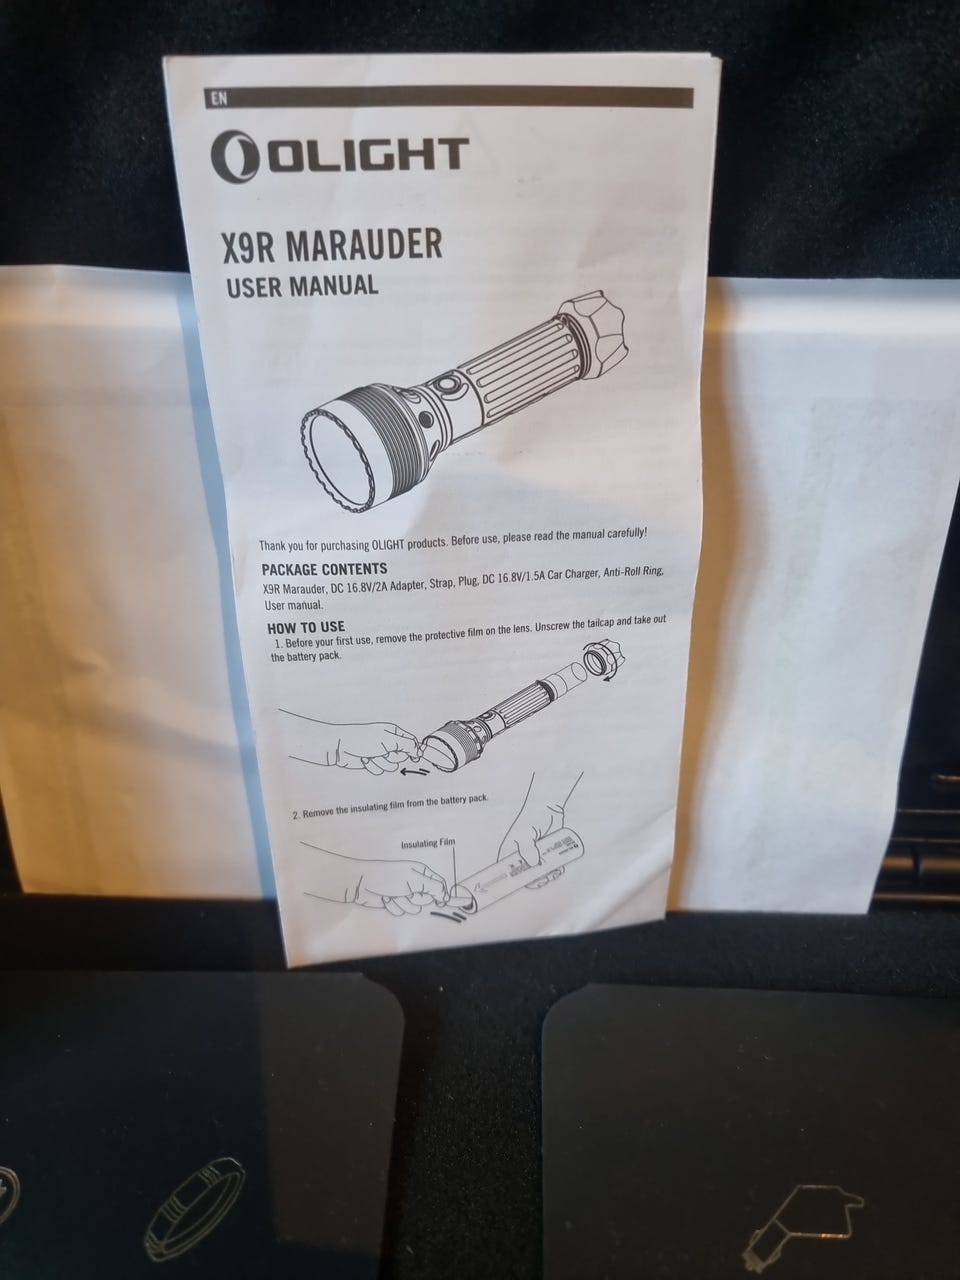 EN
OLIGHT
X9R MARAUDER
USER MANUAL
Thank you for purchasing OLIGHT products. Before use, please read the manual carefully!
PACKAGE CONTENTS
X9R Marauder, DC 16.8V/2A Adapter, Strap, Plug, DC 16.8V/1.5A Car Charger, Anti-Roll Ring,
User manual.
HOW TO USE
1. Before your first use, remove the protective film on the lens. Unscrew the tailcap and take out
the battery pack.
2. Remove the insulating film from the battery pack.
Insulating Film